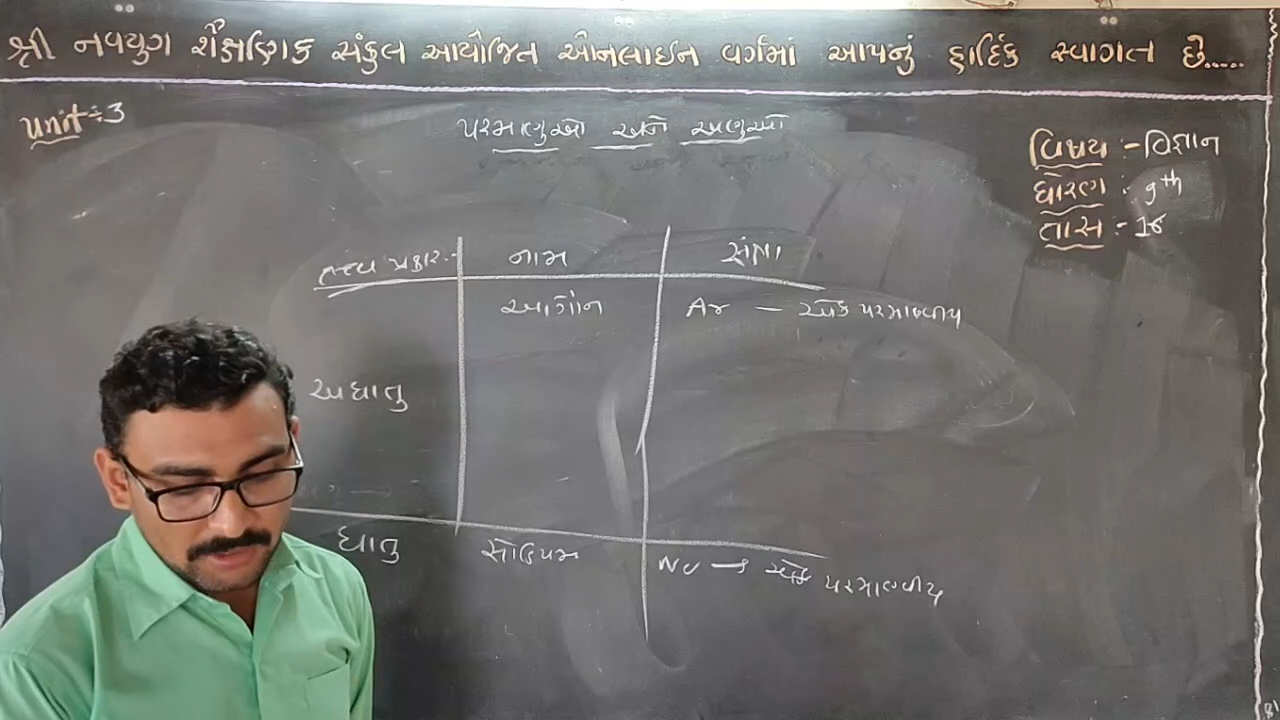 શ્રી નવયુગ શૈક્ષણિક સંકુલ આયોજિત ઓનલાઇન વર્ગમાં આપનું હાર્દિક સ્વાગત છે.....
Unit÷3
પરમાણુઓ અને અણુઓ
વિષય :- વિજ્ઞાન
ધોરણ : 9th
તાસ :-
તત્વ પ્રકાર નામ સંજ્ઞા
આર્ગોન Ar — એક પરમાણ્વીય
અધાતુ
ધાતુ સોડિયમ Na → એક પરમાણ્વીય